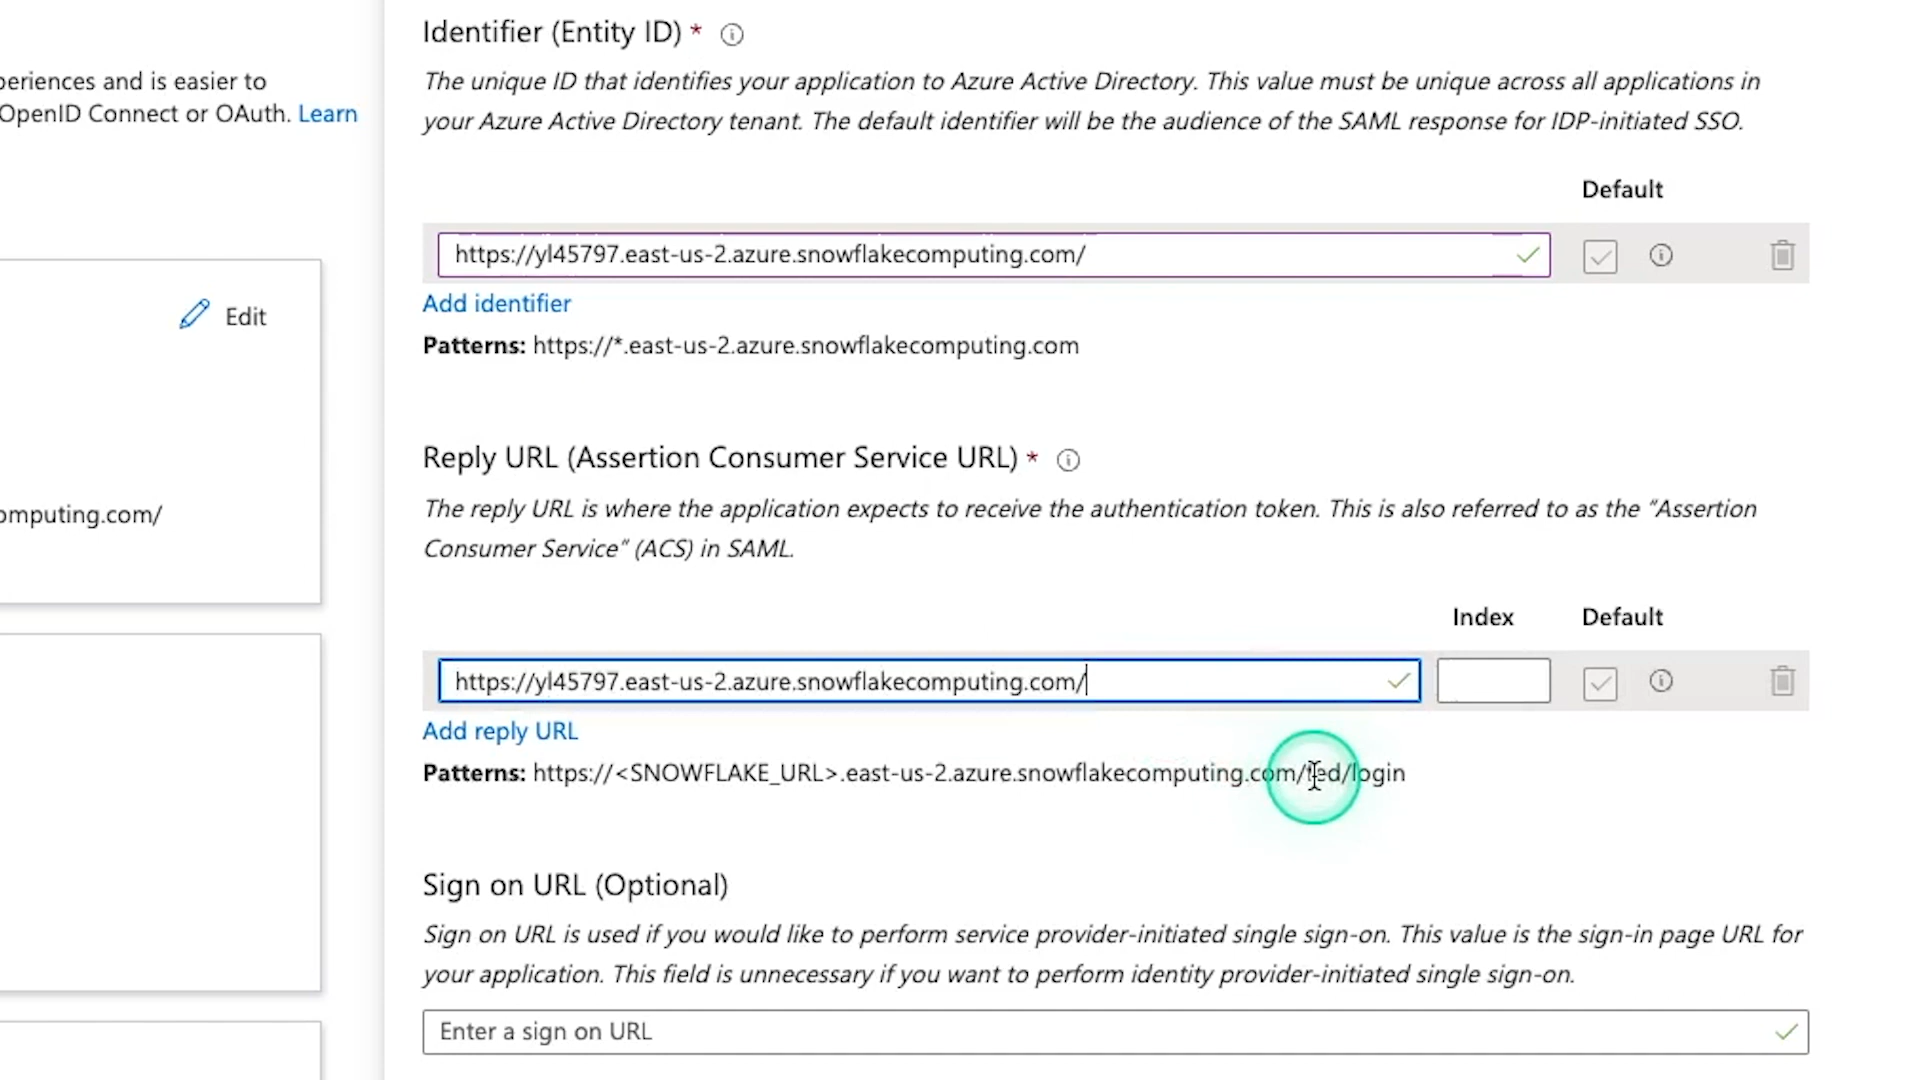 periences and is easier to
OpenID Connect or OAuth. Learn
Edit
omputing.com/
Identifier (Entity ID) *
The unique ID that identifies your application to Azure Active Directory. This value must be unique across all applications in
your Azure Active Directory tenant. The default identifier will be the audience of the SAML response for IDP-initiated SSO.
Default
https://yl45797.east-us-2.azure.snowflakecomputing.com/
Add identifier
Patterns: https://*.east-us-2.azure.snowflakecomputing.com
Reply URL (Assertion Consumer Service URL) *
The reply URL is where the application expects to receive the authentication token. This is also referred to as the "Assertion
Consumer Service" (ACS) in SAML.
Index Default
https://yl45797.east-us-2.azure.snowflakecomputing.com/
Add reply URL
Patterns: https://<SNOWFLAKE_URL>.east-us-2.azure.snowflakecomputing.com/fed/login
Sign on URL (Optional)
Sign on URL is used if you would like to perform service provider-initiated single sign-on. This value is the sign-in page URL for
your application. This field is unnecessary if you want to perform identity provider-initiated single sign-on.
Enter a sign on URL